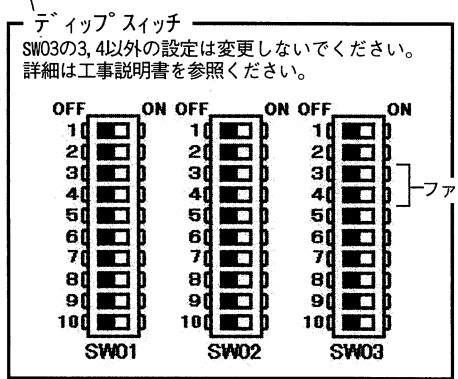 ディップスイッチ
SW03の3,4以外の設定は変更しないでください。
詳細は工事説明書を参照ください。
OFF ON OFF ON OFF ON
1 1 1
2 2 2
3 3 3
4 4 4
ファ
5 5 5
6 6 6
7 7 7
8 8 8
9 9 9
10 10 10
SW01 SW02 SW03